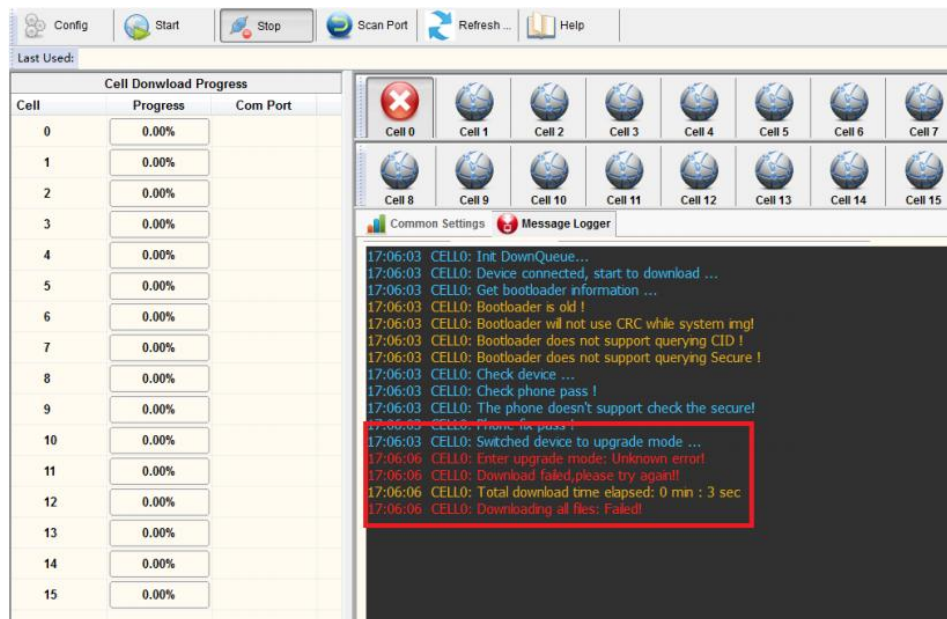 Config Start Stop Scan Port Refresh ... Help
Last Used:
Cell Donwload Progress
Cell Progress Com Port
0 0.00%
1 0.00%
2 0.00%
3 0.00%
4 0.00%
5 0.00%
6 0.00%
7 0.00%
8 0.00%
9 0.00%
10 0.00%
11 0.00%
12 0.00%
13 0.00%
14 0.00%
15 0.00%
Cell 0 Cell 1 Cell 2 Cell 3 Cell 4 Cell 5 Cell 6 Cell 7
Cell 8 Cell 9 Cell 10 Cell 11 Cell 12 Cell 13 Cell 14 Cell 15
Common Settings Message Logger
17:06:03 CELL0: Init DownQueue...
17:06:03 CELL0: Device connected, start to download ...
17:06:03 CELL0: Get bootloader information ...
17:06:03 CELL0: Bootloader is old !
17:06:03 CELL0: Bootloader will not use CRC while system img!
17:06:03 CELL0: Bootloader does not support querying CID !
17:06:03 CELL0: Bootloader does not support querying Secure !
17:06:03 CELL0: Check device ...
17:06:03 CELL0: Check phone pass !
17:06:03 CELL0: The phone doesn't support check the secure!
17:06:03 CELL0: Phone fix pass !
17:06:03 CELL0: Switched device to upgrade mode ...
17:06:06 CELL0: Enter upgrade mode: Unknown error!
17:06:06 CELL0: Download failed,please try again!!
17:06:06 CELL0: Total download time elapsed: 0 min : 3 sec
17:06:06 CELL0: Downloading all files: Failed!